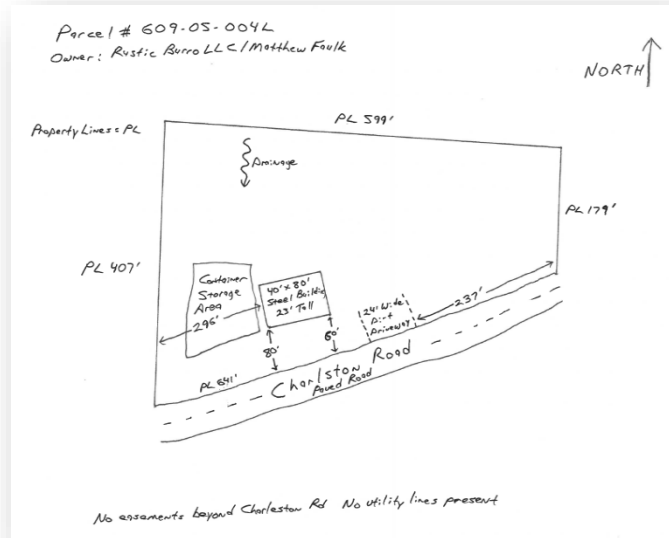 Parcel # 609-05-004L
Owner: Rustic Burro LLC/Matthew Faulk
NORTH
Property Lines = PL
PL 599'
Drainage
PL 179'
PL 407'
Container
Storage
Area
40' x 80'
Steel Building
23' Tall
24' Wide
Dirt
Driveway
237'
296'
80'
60'
PL 641'
Charlston Road
Paved Road
No easements beyond Charleston Rd No utility lines present